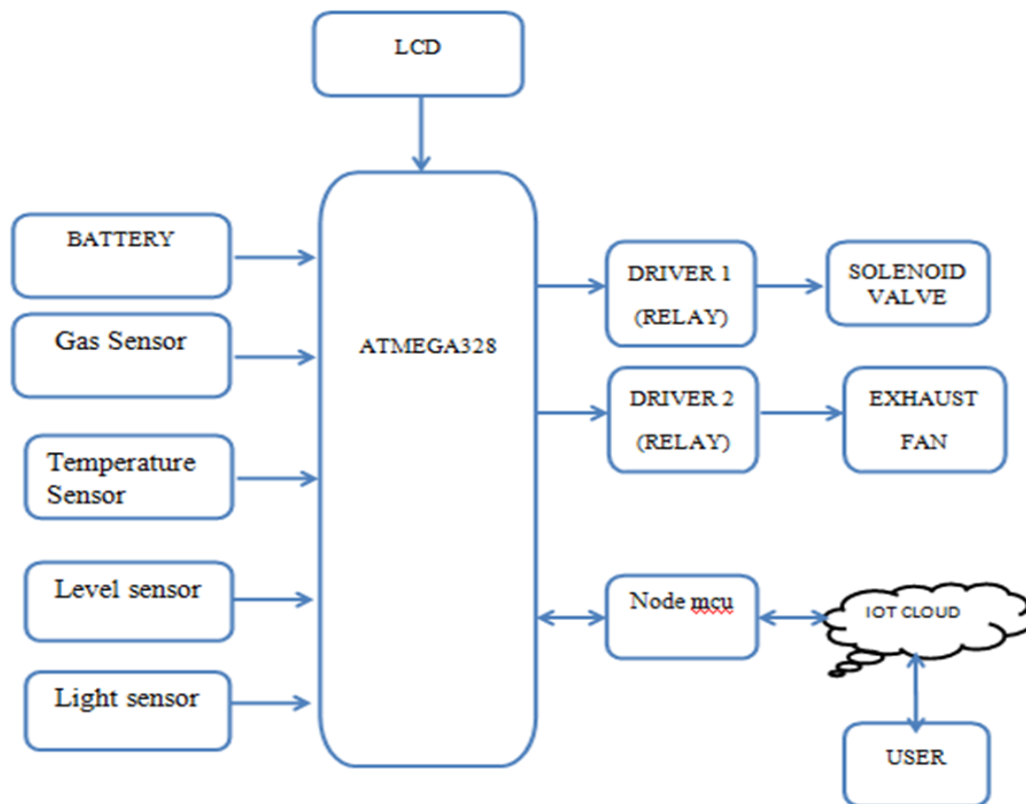 LCD
BATTERY
Gas Sensor
Temperature
Sensor
Level sensor
Light sensor
ATMEGA328
DRIVER 1
(RELAY)
SOLENOID
VALVE
DRIVER 2
(RELAY)
EXHAUST
FAN
Node mcu
IOT CLOUD
USER